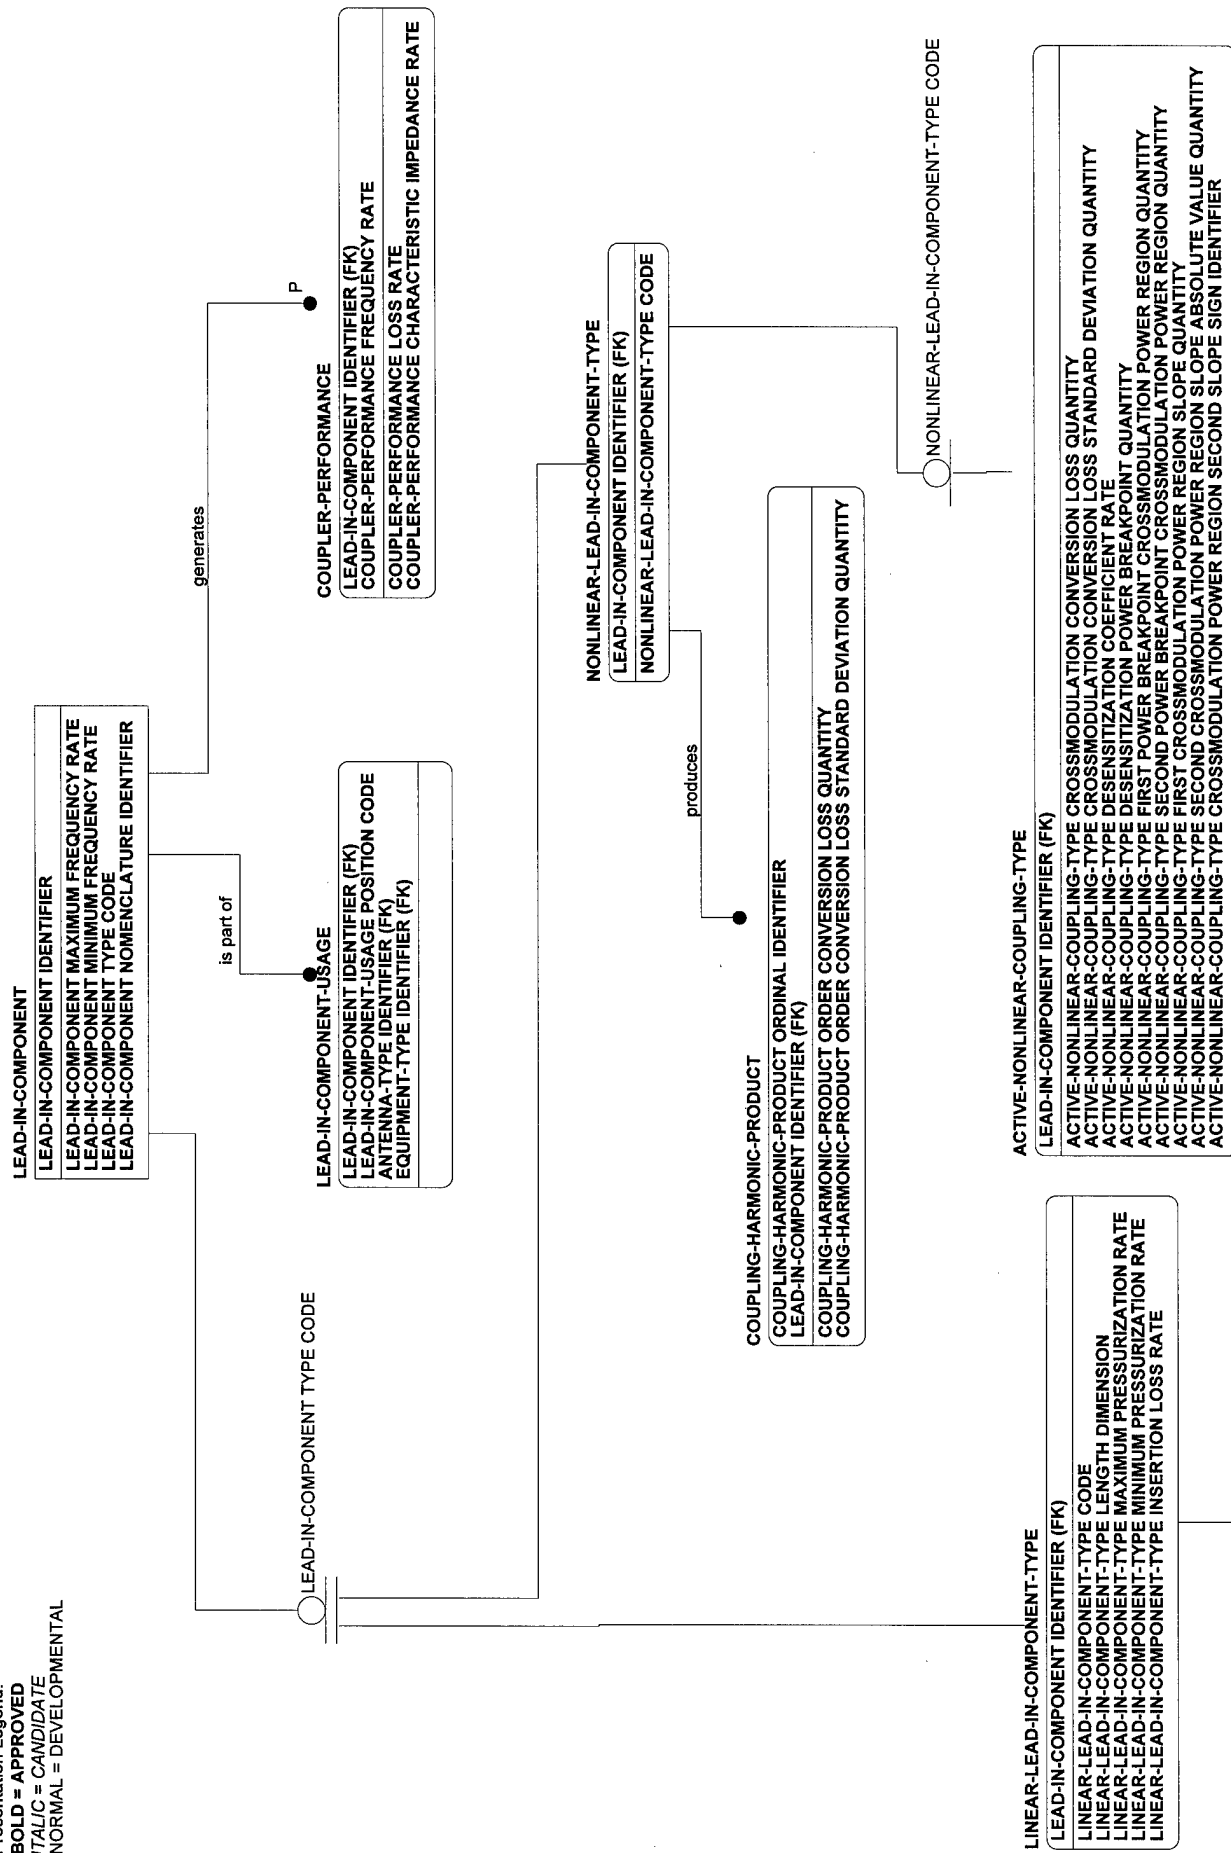 Presentation Legend:
BOLD = APPROVED
ITALIC = CANDIDATE
NORMAL = DEVELOPMENTAL
LEAD-IN-COMPONENT
LEAD-IN-COMPONENT IDENTIFIER
LEAD-IN-COMPONENT MAXIMUM FREQUENCY RATE
LEAD-IN-COMPONENT MINIMUM FREQUENCY RATE
LEAD-IN-COMPONENT TYPE CODE
LEAD-IN-COMPONENT NOMENCLATURE IDENTIFIER
generates
is part of
P
LEAD-IN-COMPONENT TYPE CODE
LEAD-IN-COMPONENT-USAGE
LEAD-IN-COMPONENT IDENTIFIER (FK)
LEAD-IN-COMPONENT-USAGE POSITION CODE
ANTENNA-TYPE IDENTIFIER (FK)
EQUIPMENT-TYPE IDENTIFIER (FK)
COUPLER-PERFORMANCE
LEAD-IN-COMPONENT IDENTIFIER (FK)
COUPLER-PERFORMANCE FREQUENCY RATE
COUPLER-PERFORMANCE LOSS RATE
COUPLER-PERFORMANCE CHARACTERISTIC IMPEDANCE RATE
NONLINEAR-LEAD-IN-COMPONENT-TYPE
LEAD-IN-COMPONENT IDENTIFIER (FK)
NONLINEAR-LEAD-IN-COMPONENT-TYPE CODE
produces
COUPLING-HARMONIC-PRODUCT
COUPLING-HARMONIC-PRODUCT ORDINAL IDENTIFIER
LEAD-IN-COMPONENT IDENTIFIER (FK)
COUPLING-HARMONIC-PRODUCT ORDER CONVERSION LOSS QUANTITY
COUPLING-HARMONIC-PRODUCT ORDER CONVERSION LOSS STANDARD DEVIATION QUANTITY
NONLINEAR-LEAD-IN-COMPONENT-TYPE CODE
LINEAR-LEAD-IN-COMPONENT-TYPE
LEAD-IN-COMPONENT IDENTIFIER (FK)
LINEAR-LEAD-IN-COMPONENT-TYPE CODE
LINEAR-LEAD-IN-COMPONENT-TYPE LENGTH DIMENSION
LINEAR-LEAD-IN-COMPONENT-TYPE MAXIMUM PRESSURIZATION RATE
LINEAR-LEAD-IN-COMPONENT-TYPE MINIMUM PRESSURIZATION RATE
LINEAR-LEAD-IN-COMPONENT-TYPE INSERTION LOSS RATE
ACTIVE-NONLINEAR-COUPLING-TYPE
LEAD-IN-COMPONENT IDENTIFIER (FK)
ACTIVE-NONLINEAR-COUPLING-TYPE CROSSMODULATION CONVERSION LOSS QUANTITY
ACTIVE-NONLINEAR-COUPLING-TYPE CROSSMODULATION CONVERSION LOSS STANDARD DEVIATION QUANTITY
ACTIVE-NONLINEAR-COUPLING-TYPE DESENSITIZATION COEFFICIENT RATE
ACTIVE-NONLINEAR-COUPLING-TYPE DESENSITIZATION POWER BREAKPOINT QUANTITY
ACTIVE-NONLINEAR-COUPLING-TYPE FIRST POWER BREAKPOINT CROSSMODULATION POWER REGION QUANTITY
ACTIVE-NONLINEAR-COUPLING-TYPE SECOND POWER BREAKPOINT CROSSMODULATION POWER REGION QUANTITY
ACTIVE-NONLINEAR-COUPLING-TYPE FIRST CROSSMODULATION POWER REGION SLOPE QUANTITY
ACTIVE-NONLINEAR-COUPLING-TYPE SECOND CROSSMODULATION POWER REGION SLOPE ABSOLUTE VALUE QUANTITY
ACTIVE-NONLINEAR-COUPLING-TYPE CROSSMODULATION POWER REGION SECOND SLOPE SIGN IDENTIFIER